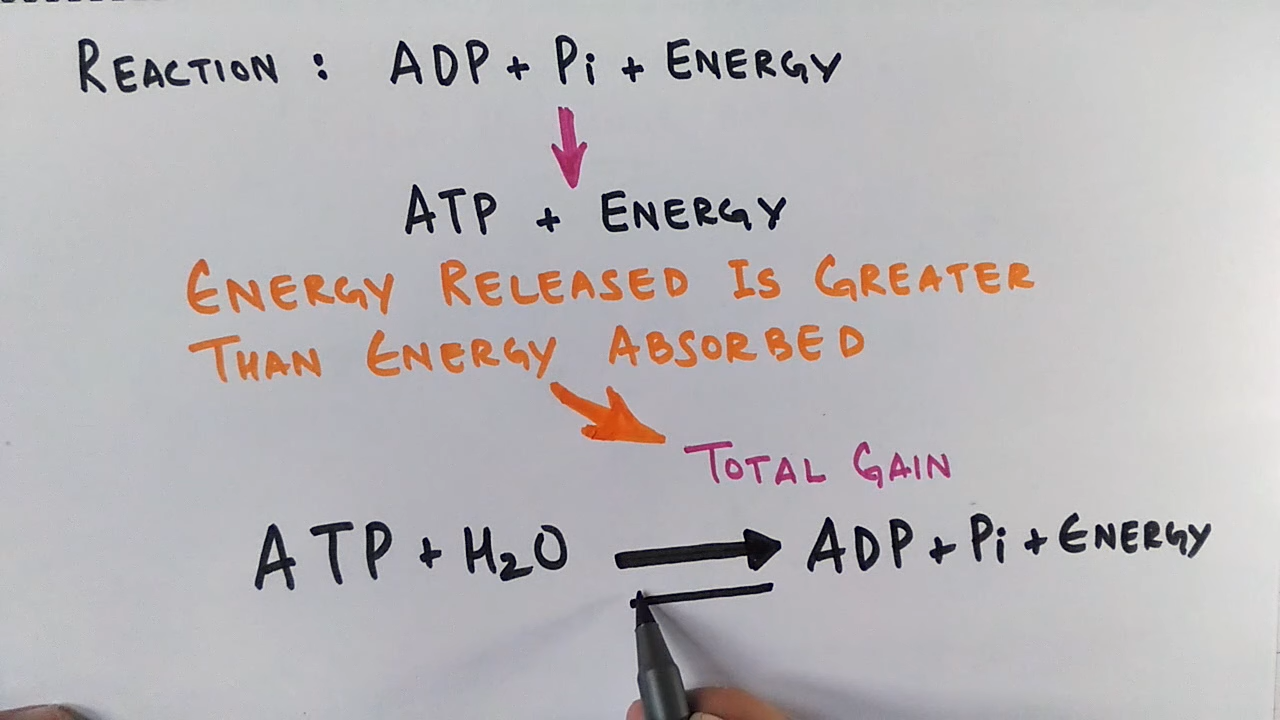 REACTION : ADP + Pi + ENERGY
ATP + ENERGY
ENERGY RELEASED IS GREATER
THAN ENERGY ABSORBED
TOTAL GAIN
ATP + H2O → ADP + Pi + ENERGY